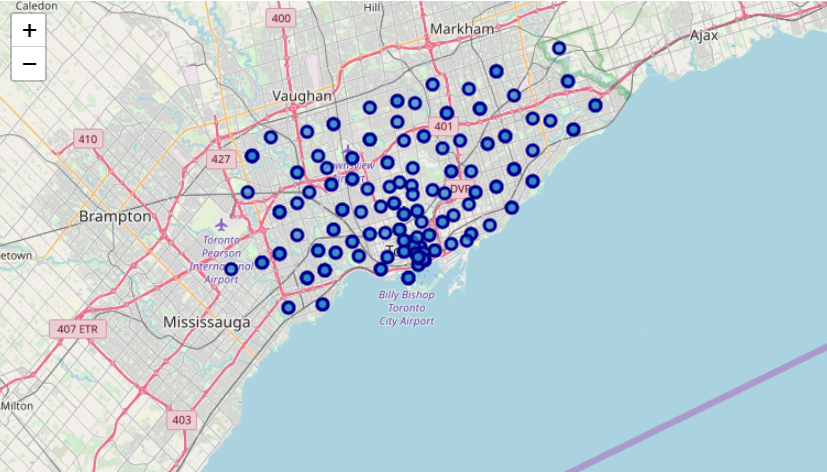 Caledon
Hill
400
+
−
Markham
Ajax
Vaughan
401
410
427
DVP
Brampton
Toronto
Pearson
International
Airport
etown
Billy Bishop
Toronto
City Airport
Mississauga
407 ETR
Milton
403